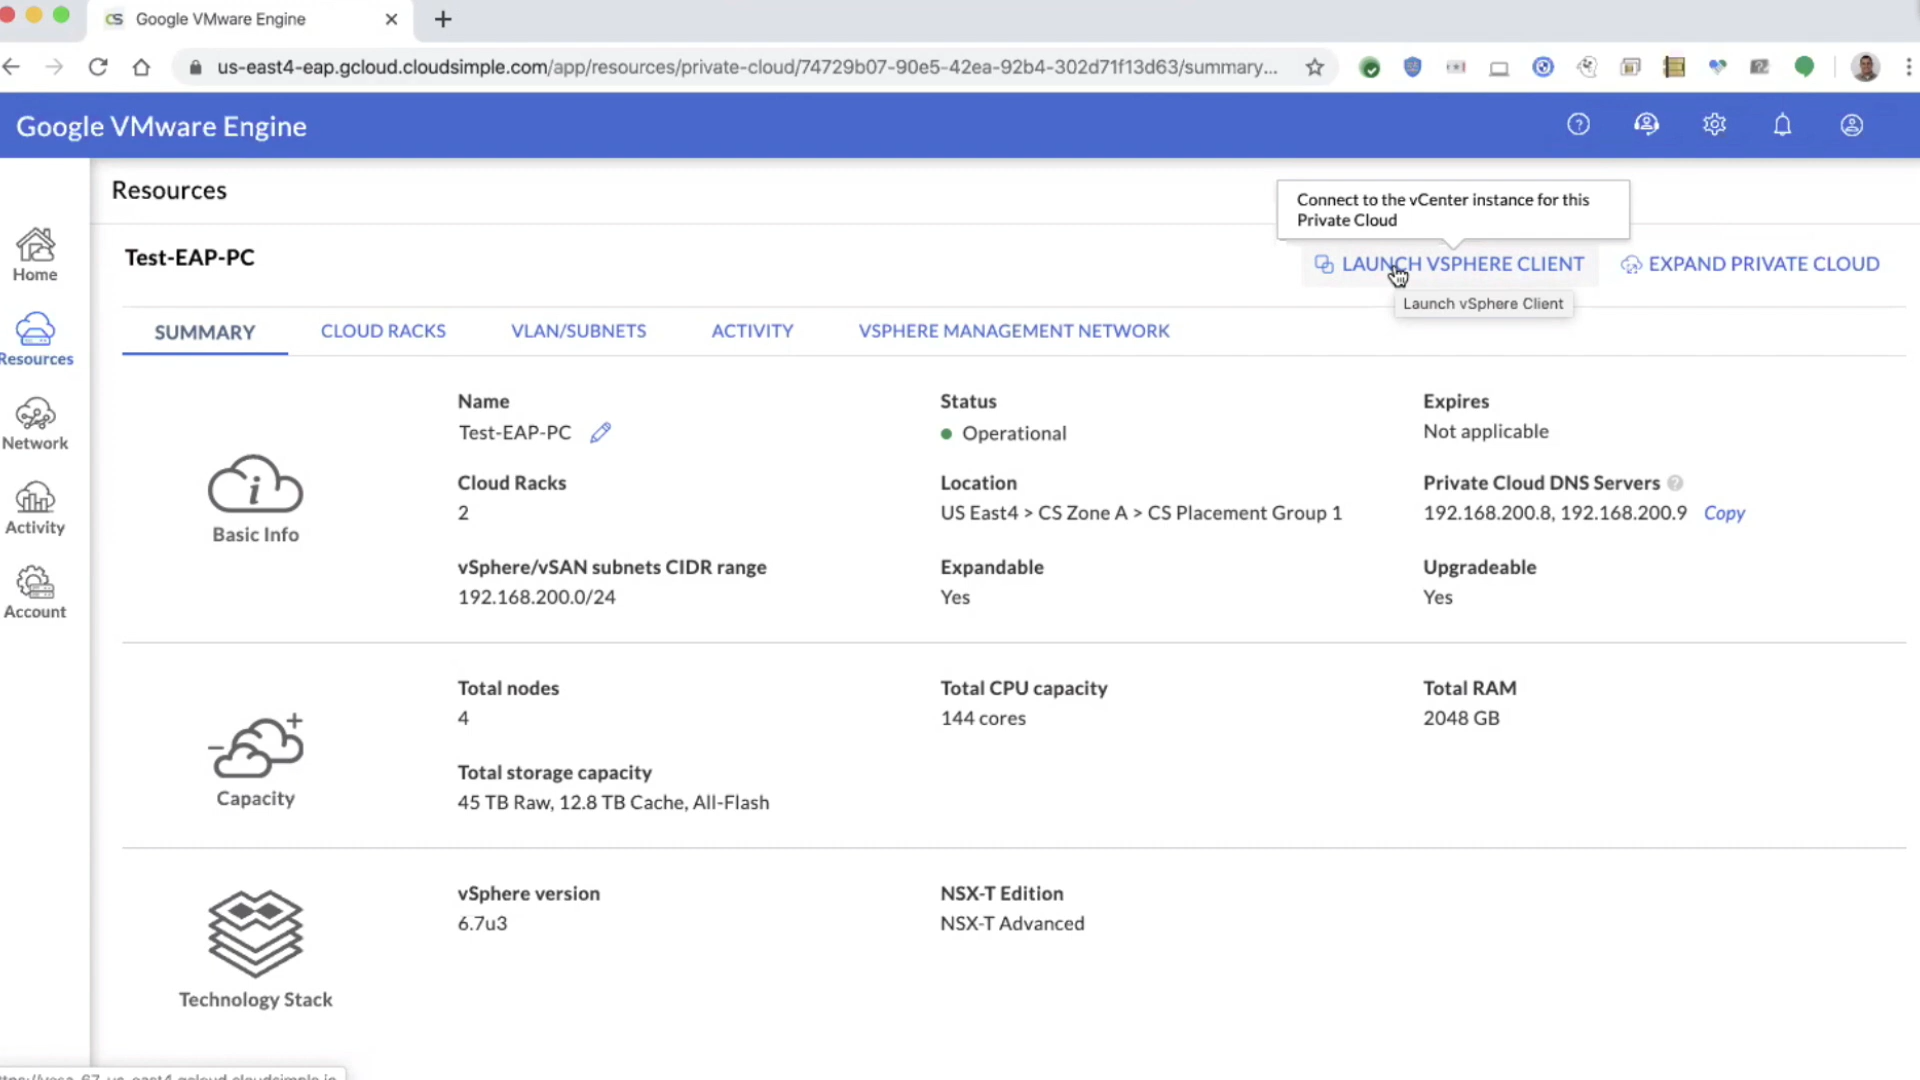 CS Google VMware Engine
us-east4-eap.gcloud.cloudsimple.com/app/resources/private-cloud/74729b07-90e5-42ea-92b4-302d71f13d63/summary...
Google VMware Engine
Resources
Connect to the vCenter instance for this
Private Cloud
Test-EAP-PC
LAUNCH VSPHERE CLIENT
EXPAND PRIVATE CLOUD
Launch vSphere Client
Home
Resources
Network
Activity
Account
SUMMARY
CLOUD RACKS
VLAN/SUBNETS
ACTIVITY
VSPHERE MANAGEMENT NETWORK
Basic Info
Name
Test-EAP-PC
Status
Operational
Expires
Not applicable
Cloud Racks
2
Location
US East4 > CS Zone A > CS Placement Group 1
Private Cloud DNS Servers
192.168.200.8, 192.168.200.9 Copy
vSphere/vSAN subnets CIDR range
192.168.200.0/24
Expandable
Yes
Upgradeable
Yes
Capacity
Total nodes
4
Total CPU capacity
144 cores
Total RAM
2048 GB
Total storage capacity
45 TB Raw, 12.8 TB Cache, All-Flash
Technology Stack
vSphere version
6.7u3
NSX-T Edition
NSX-T Advanced